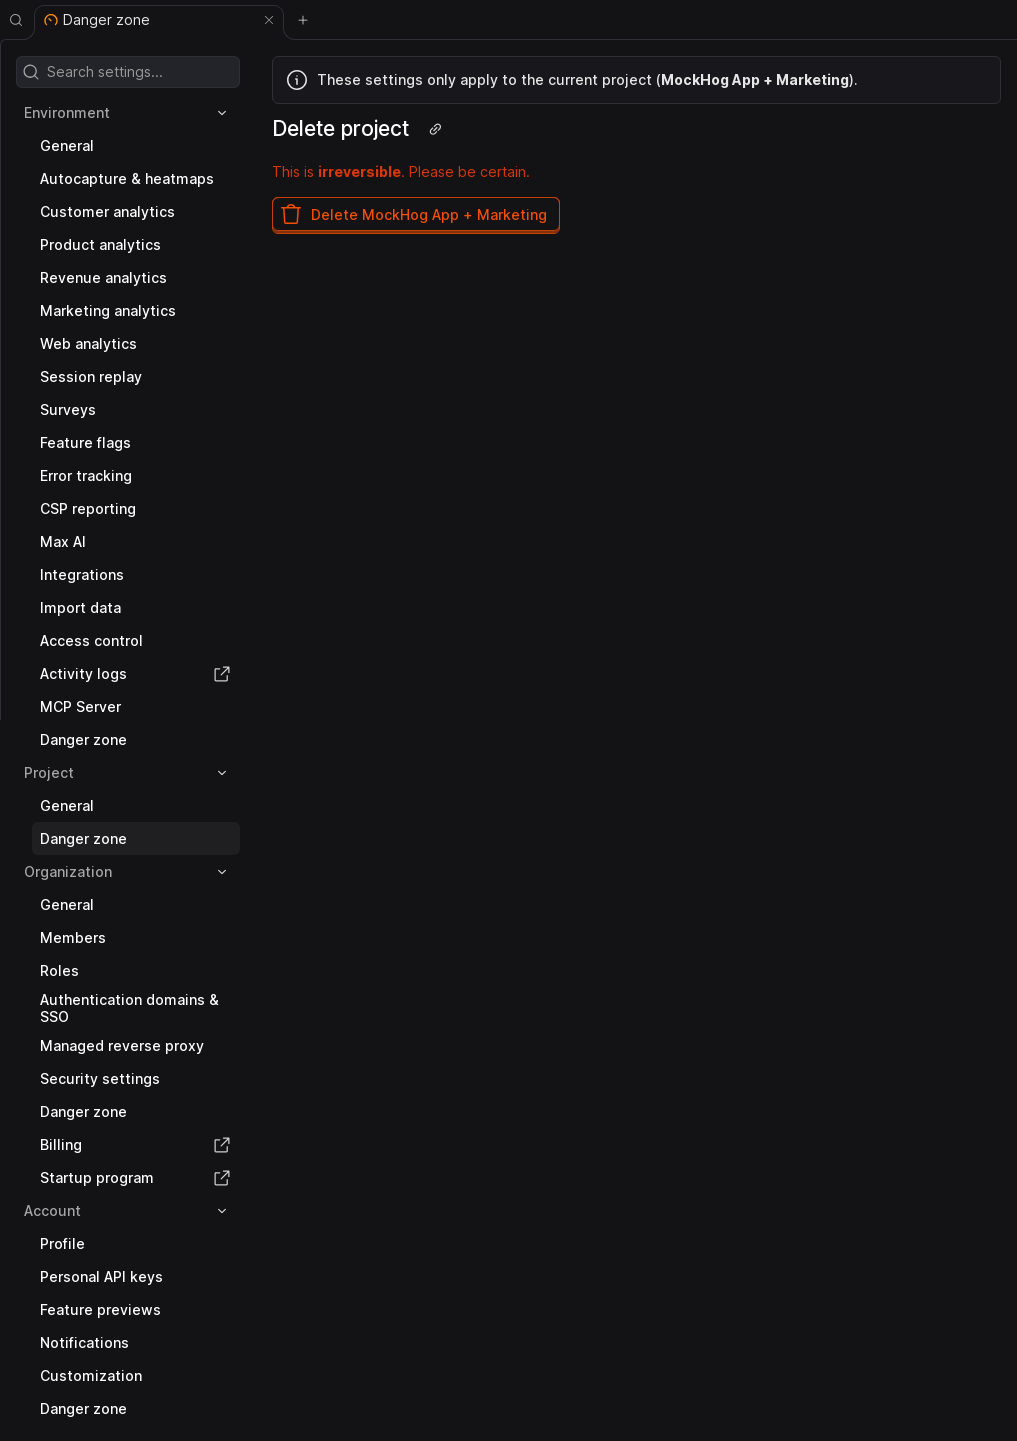 Danger zone
Search settings...
Environment
General
Autocapture & heatmaps
Customer analytics
Product analytics
Revenue analytics
Marketing analytics
Web analytics
Session replay
Surveys
Feature flags
Error tracking
CSP reporting
Max AI
Integrations
Import data
Access control
Activity logs
MCP Server
Danger zone
Project
General
Danger zone
Organization
General
Members
Roles
Authentication domains &
SSO
Managed reverse proxy
Security settings
Danger zone
Billing
Startup program
Account
Profile
Personal API keys
Feature previews
Notifications
Customization
Danger zone
These settings only apply to the current project (MockHog App + Marketing).
Delete project
This is irreversible. Please be certain.
Delete MockHog App + Marketing